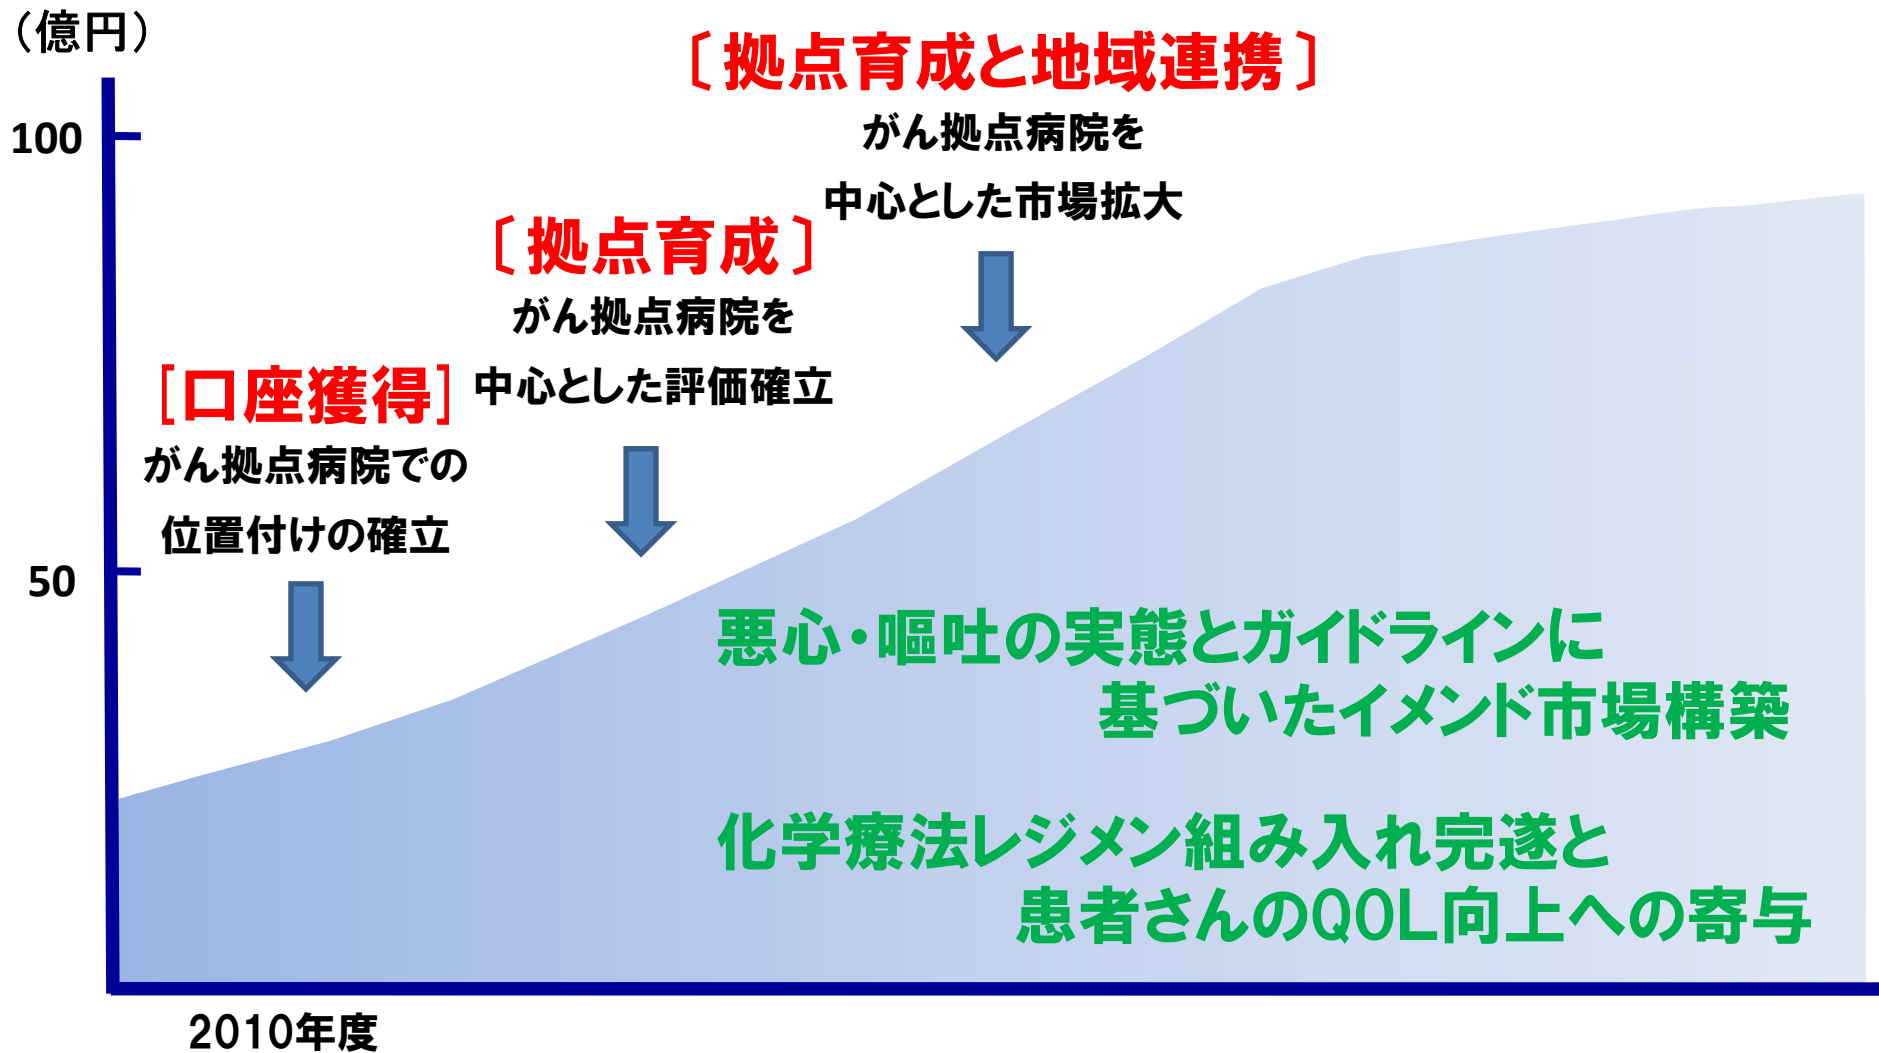 （億円）
100
50
〔拠点育成と地域連携〕
がん拠点病院を
中心とした市場拡大
〔拠点育成〕
がん拠点病院を
中心とした評価確立
[口座獲得]
がん拠点病院での
位置付けの確立
悪心・嘔吐の実態とガイドラインに
基づいたイメンド市場構築
化学療法レジメン組み入れ完遂と
患者さんのQOL向上への寄与
2010年度